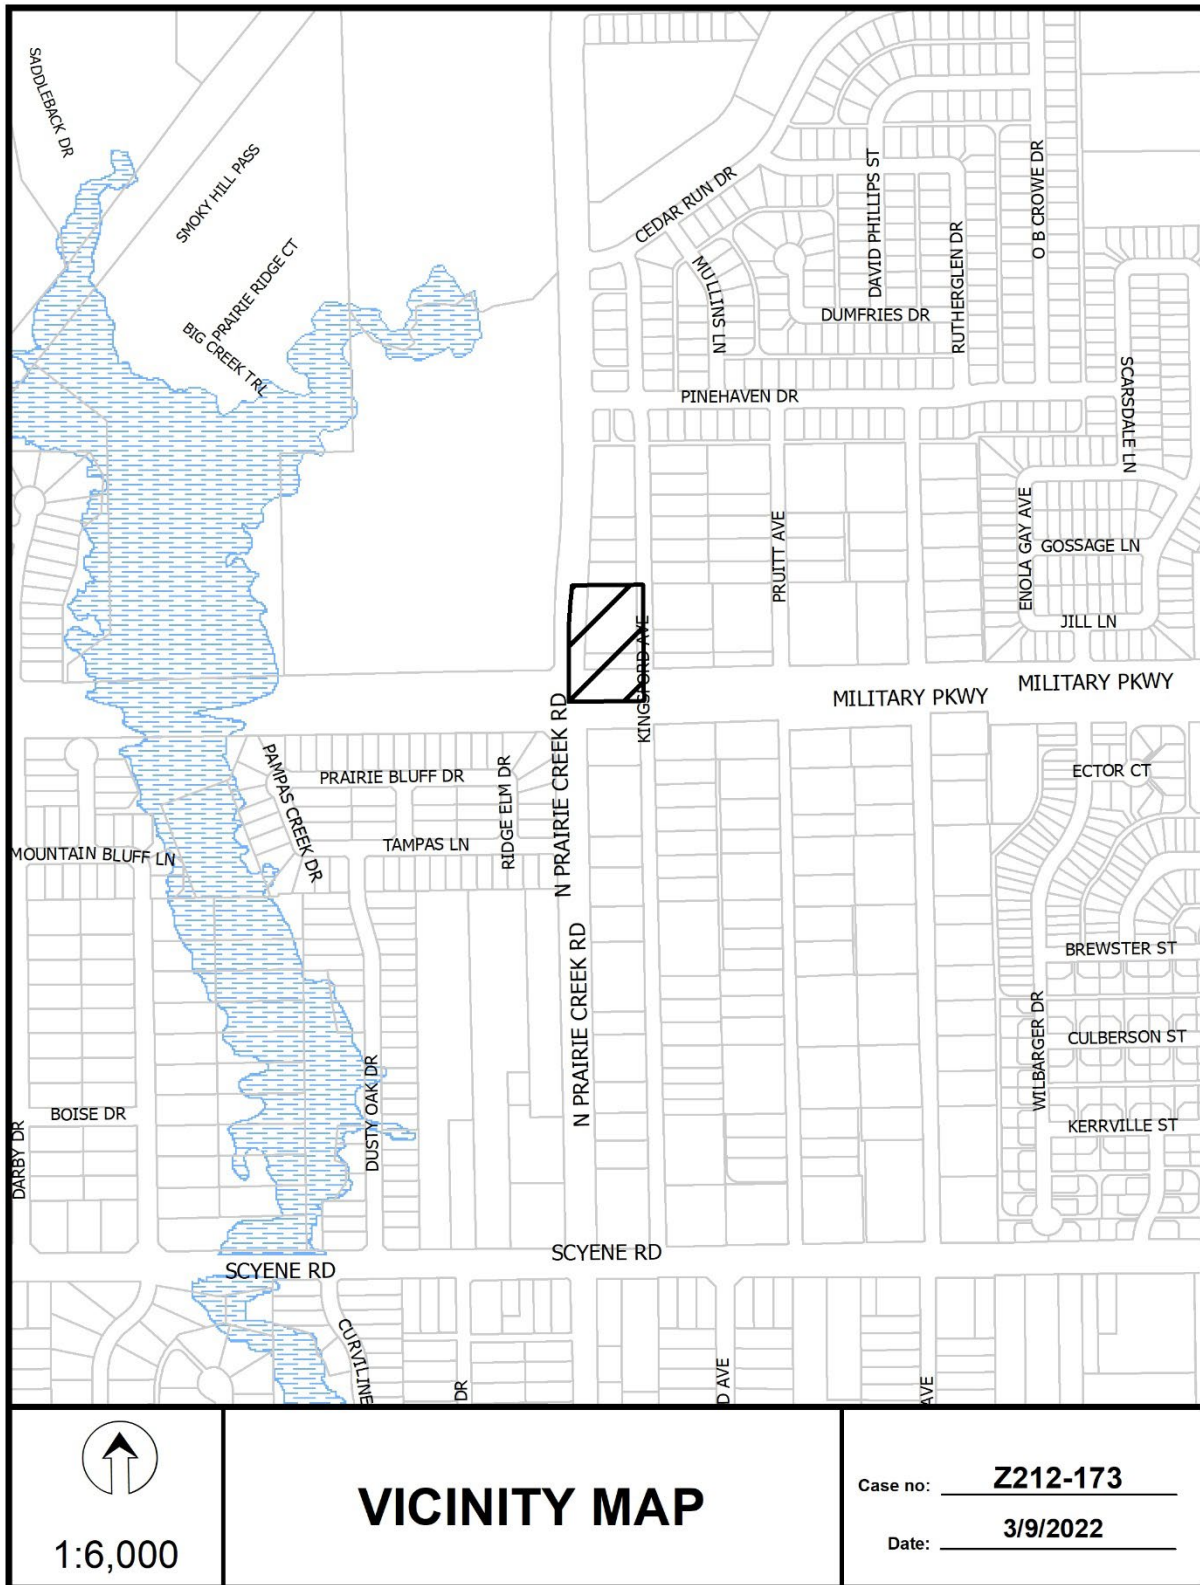 SADDLEBACK DR
SMOKY HILL PASS
PRAIRIE RIDGE CT
BIG CREEK TRL
CEDAR RUN DR
MULLINS LN
DAVID PHILLIPS ST
RUTHERGLEN DR
O B CROWE DR
DUMFRIES DR
PINEHAVEN DR
SCARSDALE LN
PRUITT AVE
ENOLA GAY AVE
GOSSAGE LN
JILL LN
KINGSFORD AVE
MILITARY PKWY
MILITARY PKWY
N PRAIRIE CREEK RD
PAMPAS CREEK DR
PRAIRIE BLUFF DR
RIDGE ELM DR
TAMPAS LN
MOUNTAIN BLUFF LN
ECTOR CT
N PRAIRIE CREEK RD
BREWSTER ST
WILBARGER DR
CULBERSON ST
KERRVILLE ST
DUSTY OAK DR
BOISE DR
DARBY DR
SCYENE RD
SCYENE RD
CURVILINE
DR
D AVE
AVE
1:6,000
VICINITY MAP
Case no: Z212-173
Date: 3/9/2022